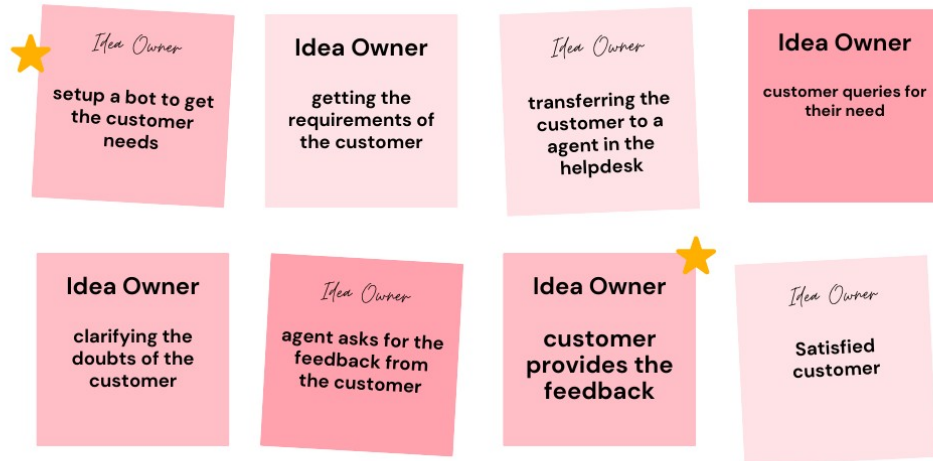 Idea Owner
setup a bot to get
the customer
needs
Idea Owner
getting the
requirements of
the customer
Idea Owner
transferring the
customer to a
agent in the
helpdesk
Idea Owner
customer queries for
their need
Idea Owner
clarifying the
doubts of the
customer
Idea Owner
agent asks for the
feedback from
the customer
Idea Owner
customer
provides the
feedback
Idea Owner
Satisfied
customer